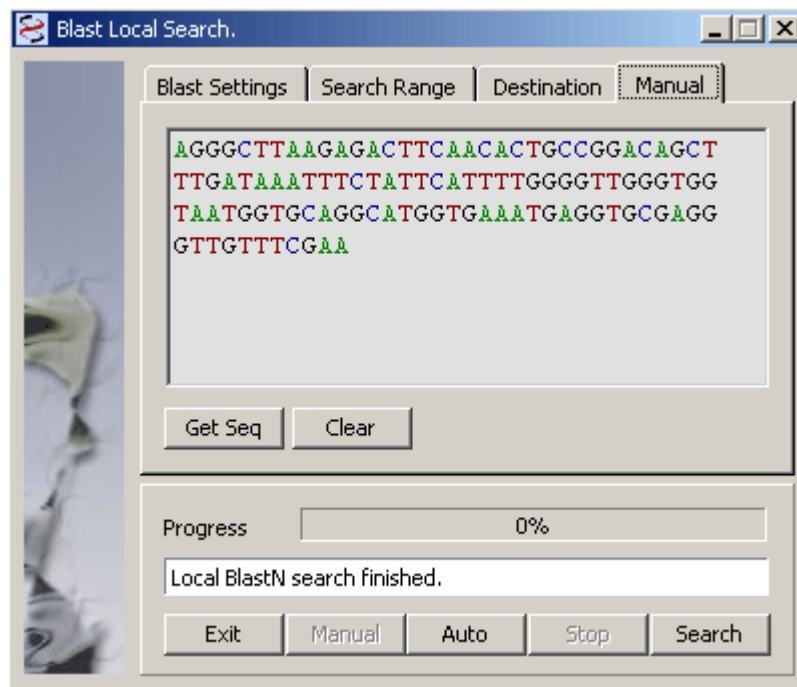 Blast Local Search.
Blast Settings Search Range Destination Manual
AGGGCTTAAGAGACTTCAACACTGCCGGACAGCT
TTGATAAATTTCTATTCATTTTGGGGTTGGGTGG
TAATGGTGCAGGCATGGTGAAATGAGGTGCGAGG
GTTGTTTCGAA
Get Seq Clear
Progress 0%
Local BlastN search finished.
Exit Manual Auto Stop Search